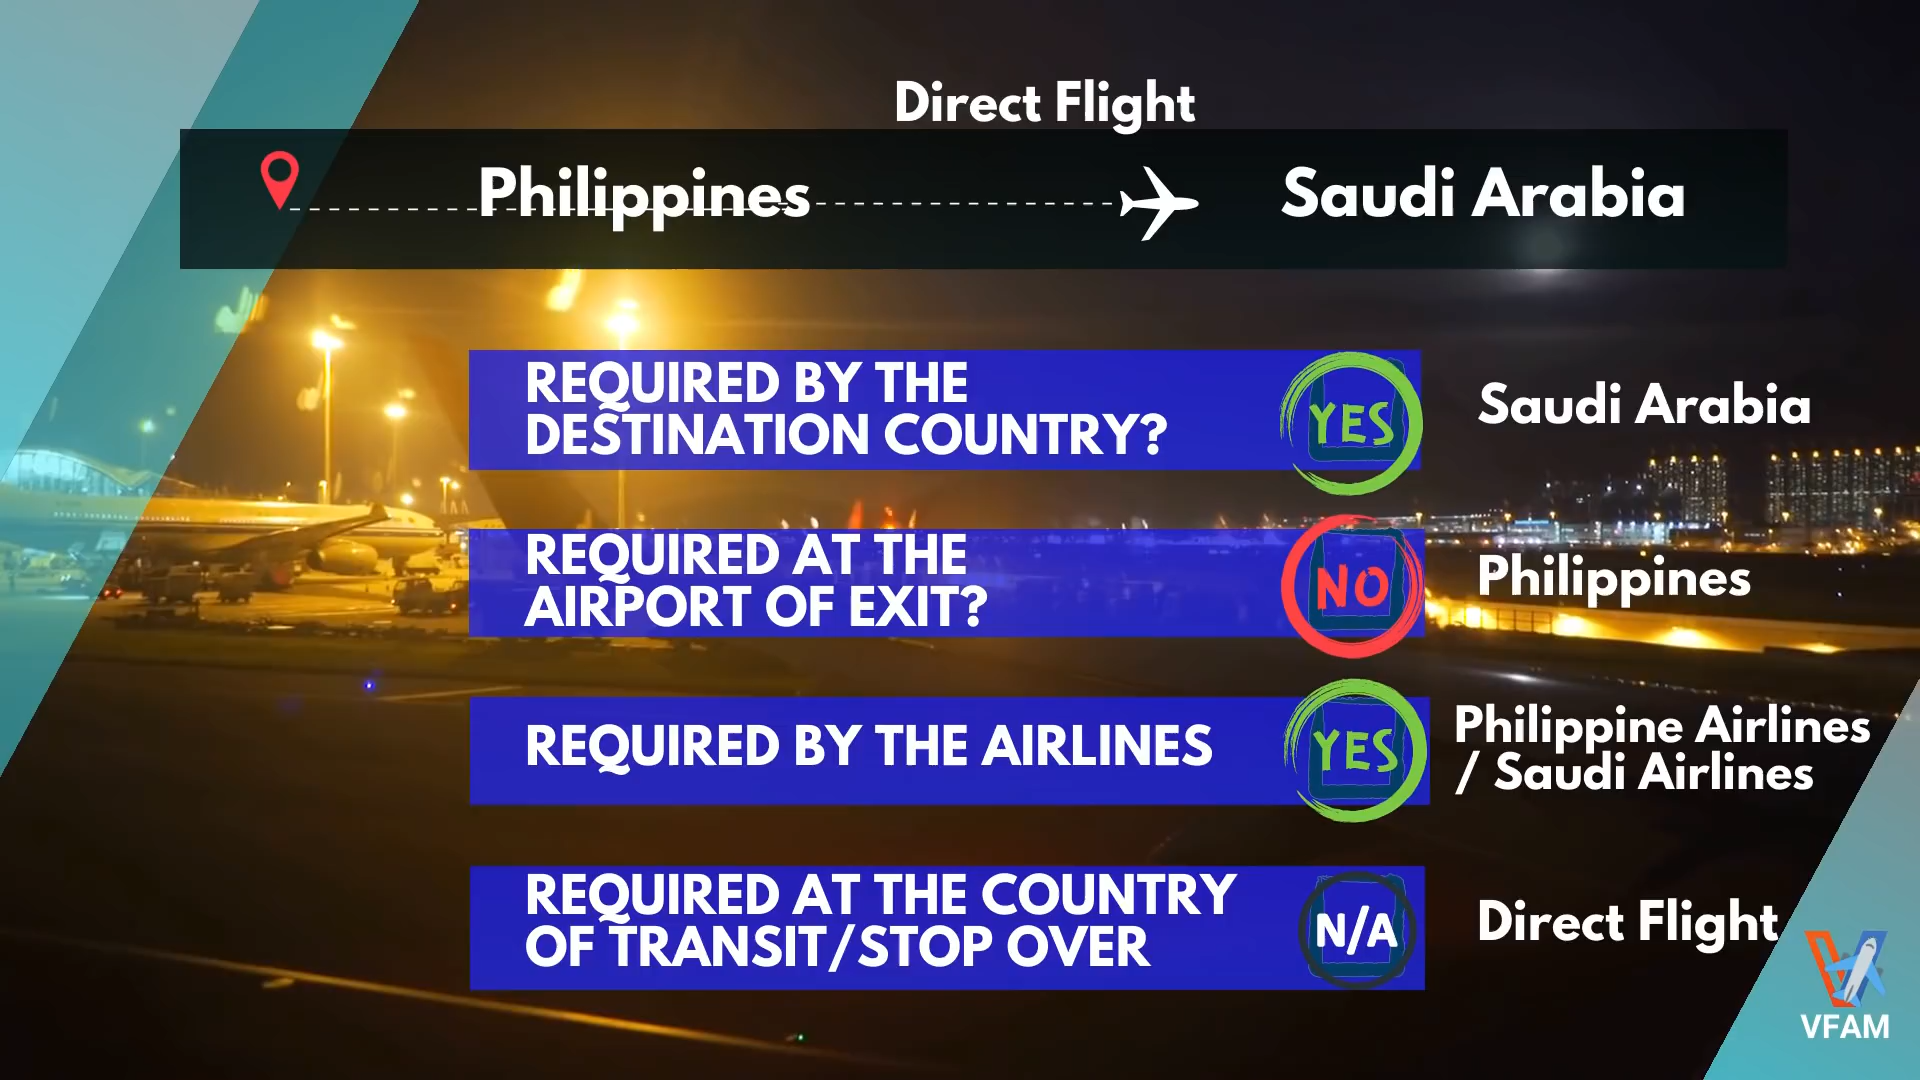 Direct Flight
Philippines
Saudi Arabia
REQUIRED BY THE
DESTINATION COUNTRY?
YES
Saudi Arabia
REQUIRED AT THE
AIRPORT OF EXIT?
NO
Philippines
REQUIRED BY THE AIRLINES
YES
Philippine Airlines
/ Saudi Airlines
REQUIRED AT THE COUNTRY
OF TRANSIT/STOP OVER
N/A
Direct Flight
VFAM